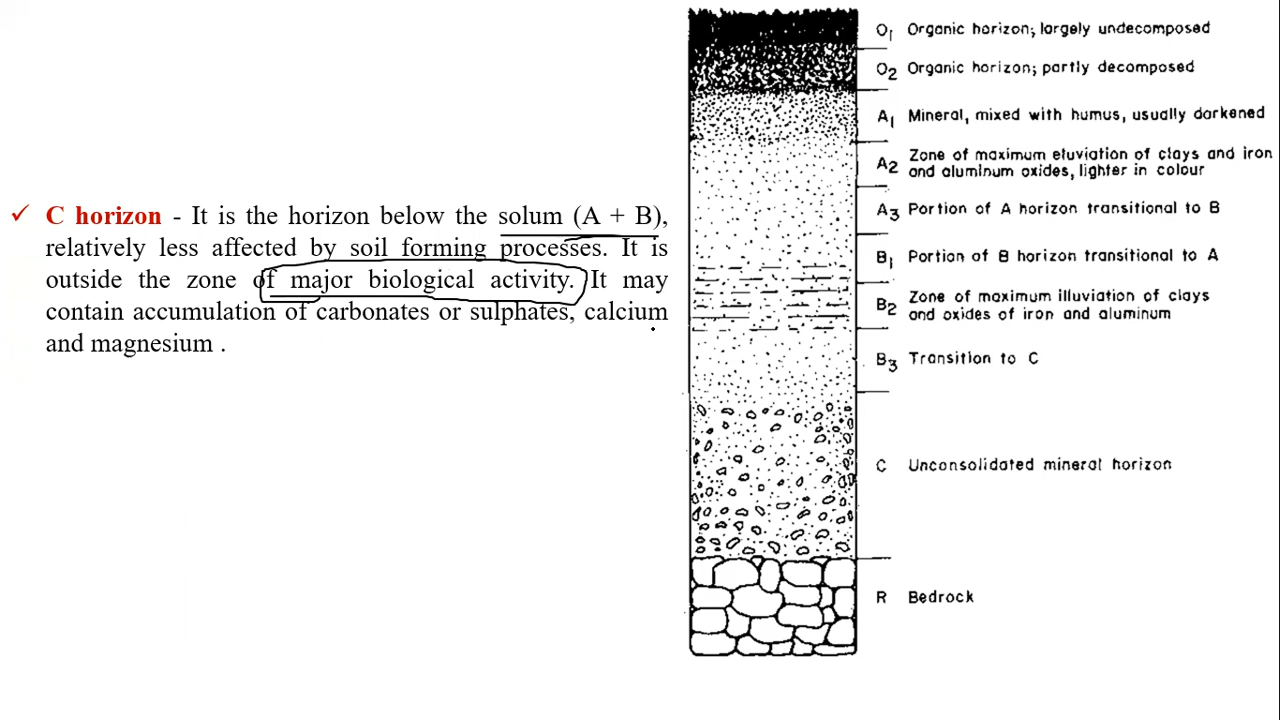 ✓ C horizon - It is the horizon below the solum (A + B),
relatively less affected by soil forming processes. It is
outside the zone of major biological activity. It may
contain accumulation of carbonates or sulphates, calcium
and magnesium .
O1 Organic horizon; largely undecomposed
O2 Organic horizon; partly decomposed
A1 Mineral, mixed with humus, usually darkened
A2 Zone of maximum eluviation of clays and iron
and aluminum oxides, lighter in colour
A3 Portion of A horizon transitional to B
B1 Portion of B horizon transitional to A
B2 Zone of maximum illuviation of clays
and oxides of iron and aluminum
B3 Transition to C
C Unconsolidated mineral horizon
R Bedrock